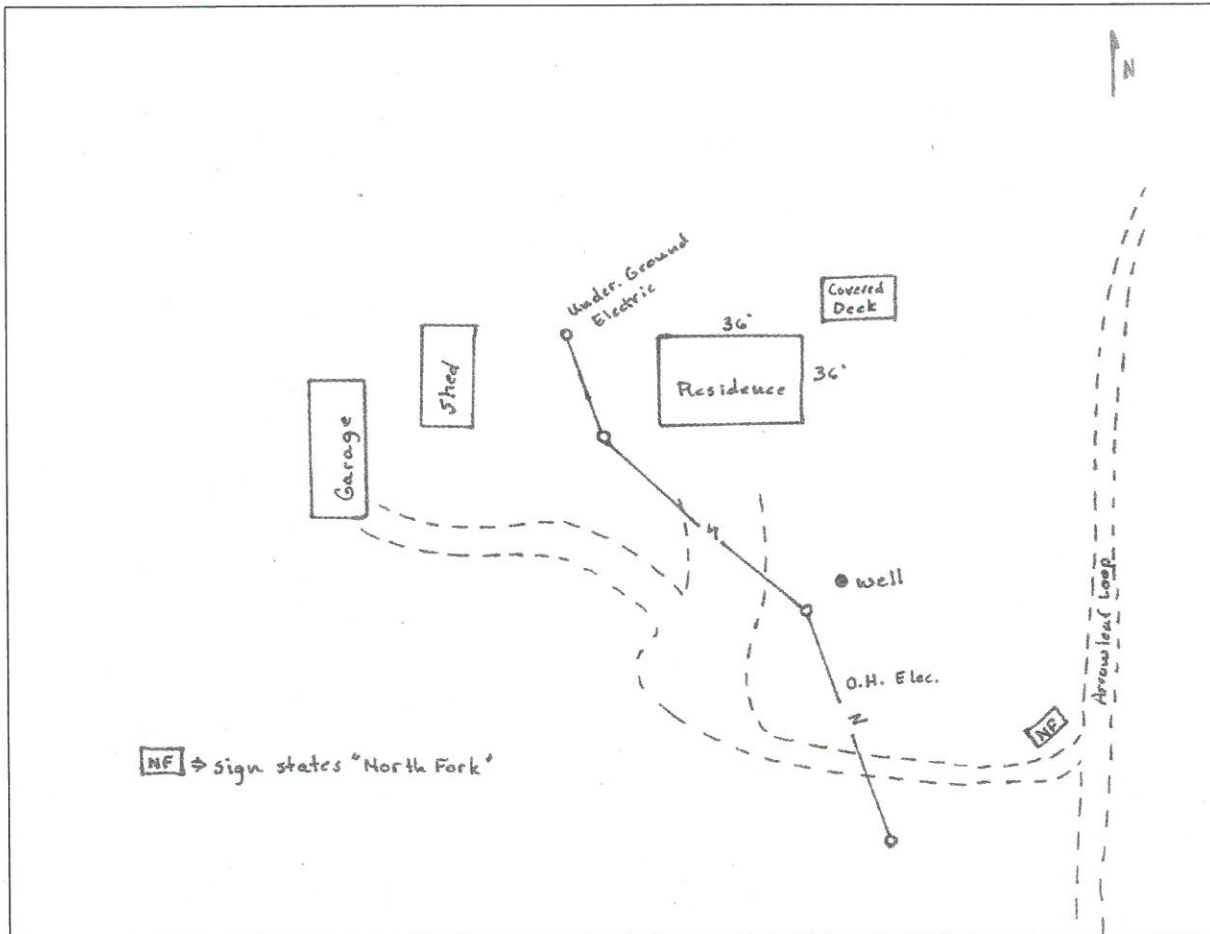 N
Under. Ground
Electric
Covered
Deck
36'
36'
Residence
Shed
Garage
well
O.H. Elec.
Arrowleaf Loop
NF
NF ⇒ sign states "North Fork"